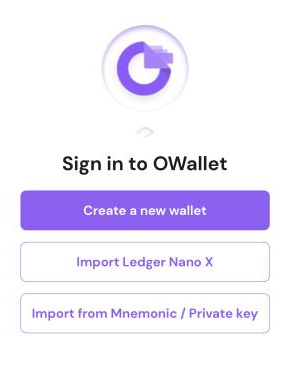 Sign in to OWallet
Create a new wallet
Import Ledger Nano X
Import from Mnemonic / Private key